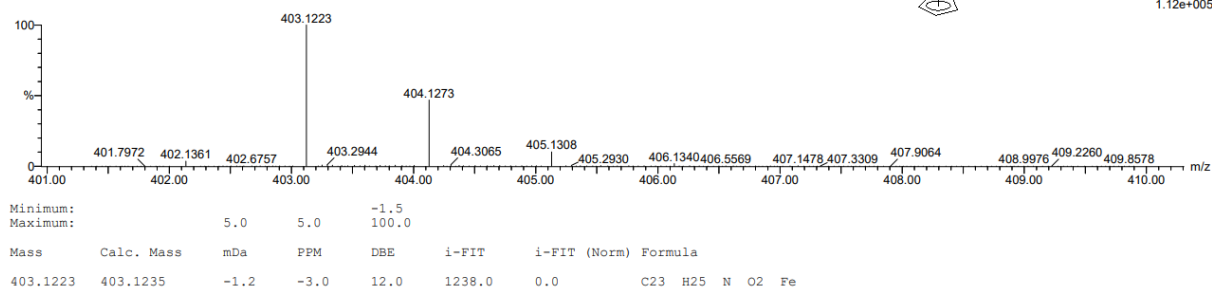 1.12e+005
100
403.1223
%
404.1273
401.7972
402.1361
402.6757
403.2944
404.3065
405.1308
405.2930
406.1340
406.5569
407.1478
407.3309
407.9064
408.9976
409.2260
409.8578
0
m/z
401.00 402.00 403.00 404.00 405.00 406.00 407.00 408.00 409.00 410.00
Minimum: -1.5
Maximum: 5.0 5.0 100.0
Mass Calc. Mass mDa PPM DBE i-FIT i-FIT (Norm) Formula
403.1223 403.1235 -1.2 -3.0 12.0 1238.0 0.0 C23 H25 N O2 Fe